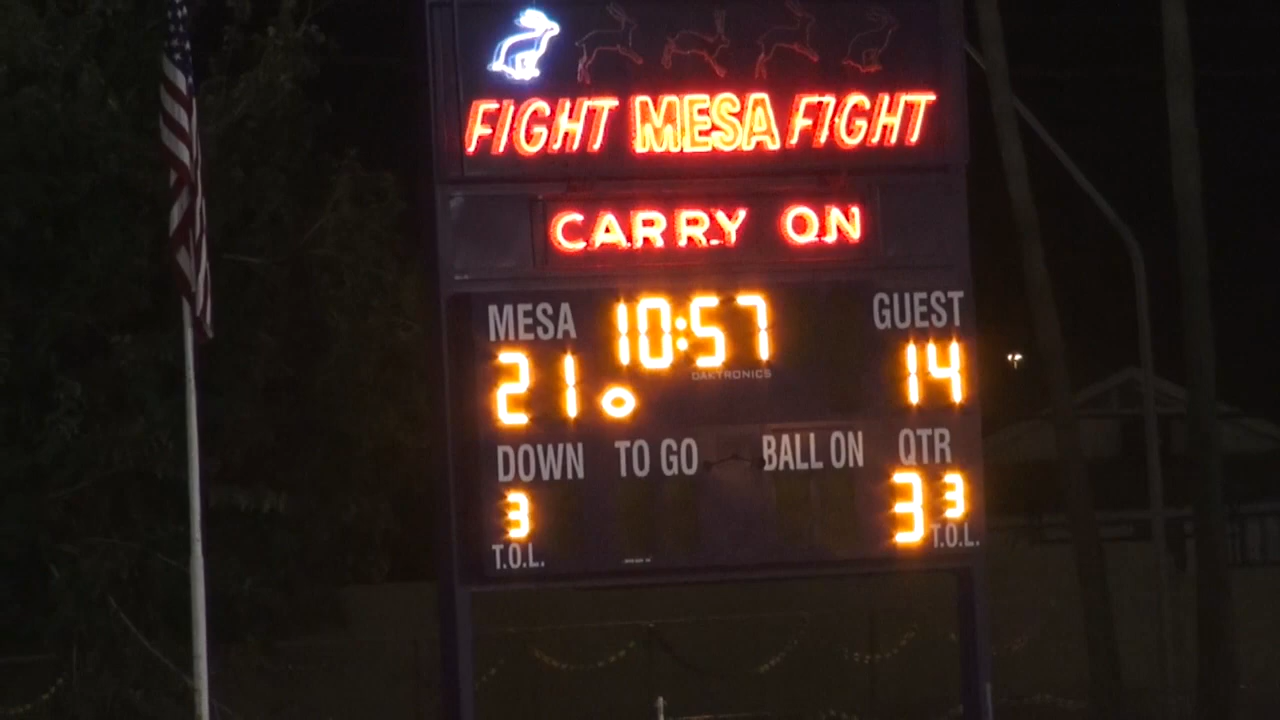 FIGHT MESA FIGHT
CARRY ON
MESA 10:57 GUEST
DAKTRONICS
21 14
DOWN TO GO BALL ON QTR
3 3 3
T.O.L. T.O.L.